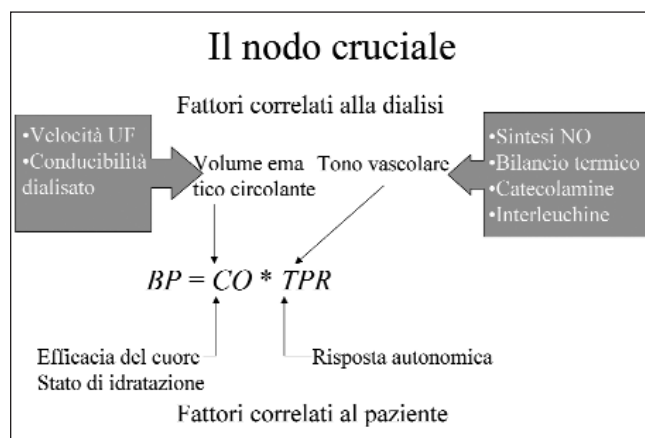 Il nodo cruciale
Fattori correlati alla dialisi
•Velocità UF
•Conducibilità
dialisato
Volume ema
tico circolante
Tono vascolare
•Sintesi NO
•Bilancio termico
•Catecolamine
•Interleuchine
BP = CO * TPR
Efficacia del cuore
Stato di idratazione
Risposta autonomica
Fattori correlati al paziente